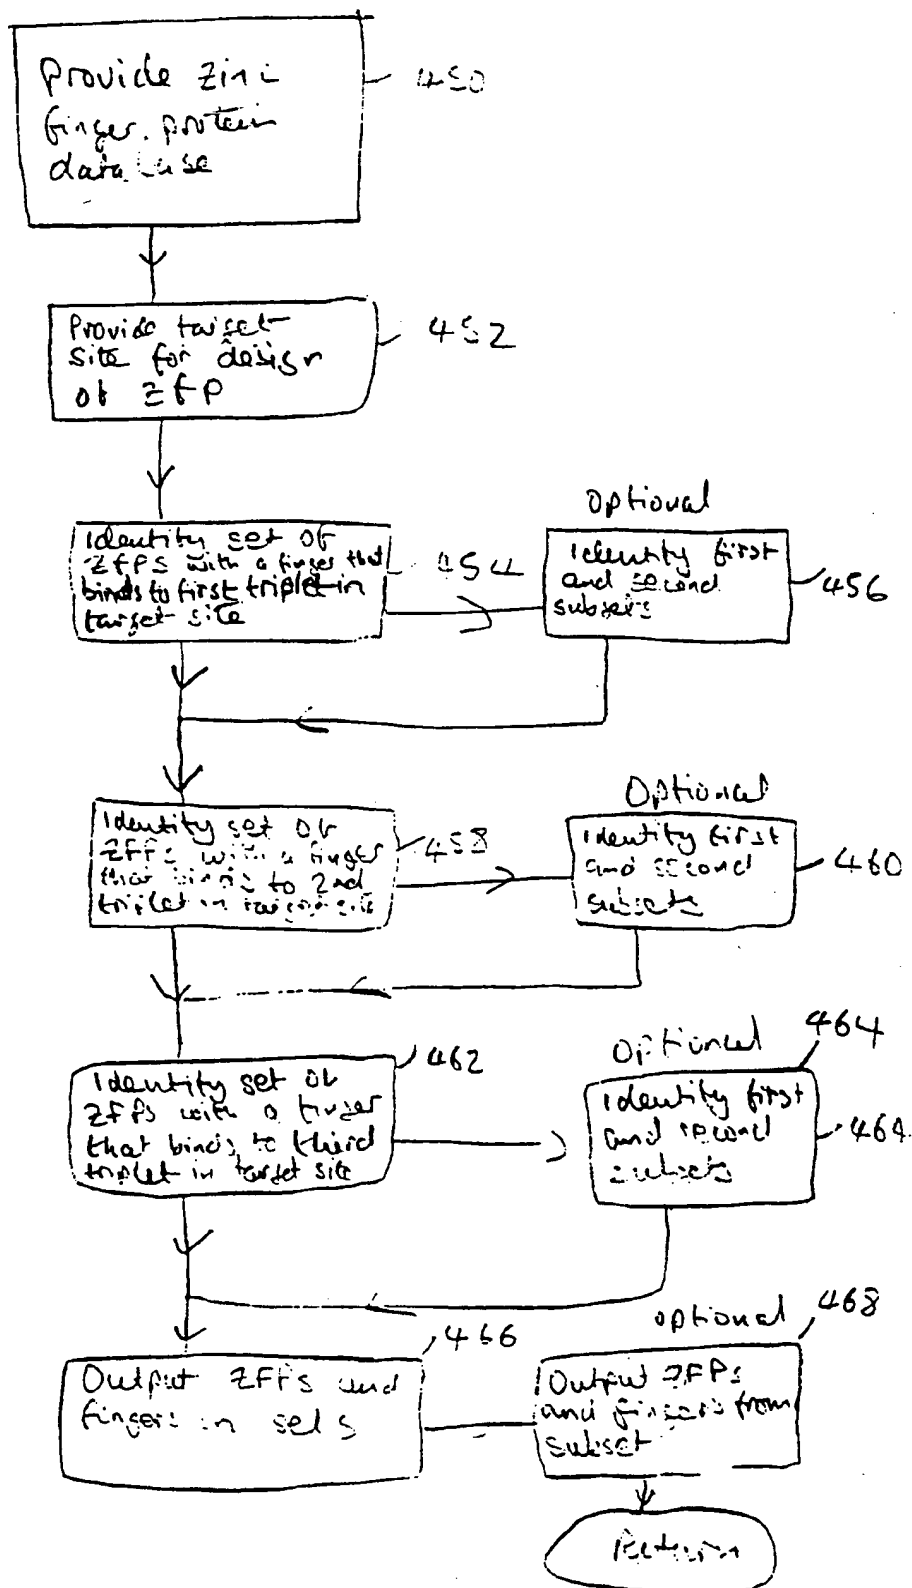 Provide Zinc
finger protein
database
450
Provide target
site for design
of ZFP
452
Optional
Identify set of
ZFPs with a finger that
binds to first triplet in
target site
454
Identify first
and second
subsets
456
Optional
Identify set of
ZFPs with a finger
that binds to 2nd
triplet in target site
458
Identify first
and second
subsets
460
Optional
464
462
Identify set of
ZFPs with a finger
that binds to third
triplet in target site
Identify first
and second
subsets
464
Optional
468
466
Output ZFPs and
fingers in sets
Output ZFPs
and fingers from
subset
Return